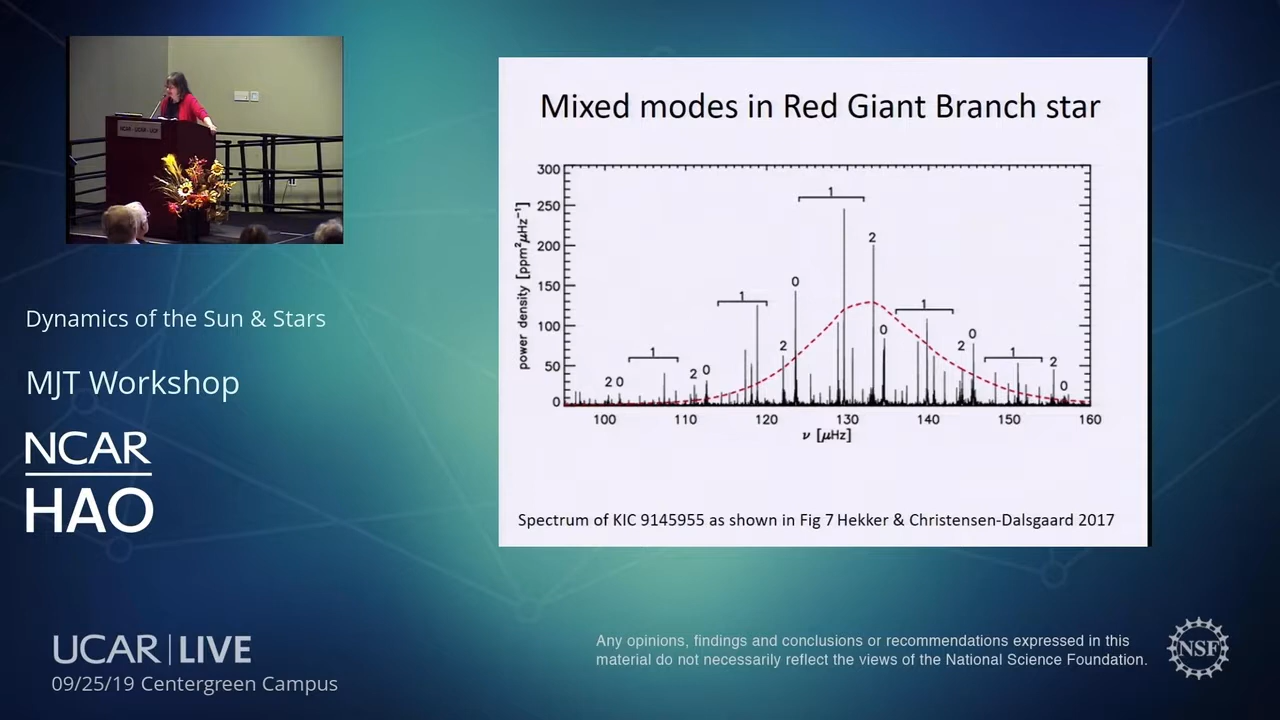 Mixed modes in Red Giant Branch star
300
250
200
150
100
50
0
power density [ppm²μHz⁻¹]
1
2
0
1
0
2
1
1
0
2
0
1
2
1
2 0
2 0
0
100 110 120 130 140 150 160
ν [μHz]
Spectrum of KIC 9145955 as shown in Fig 7 Hekker & Christensen-Dalsgaard 2017
NCAR - UCAR - UCP
Dynamics of the Sun & Stars
MJT Workshop
NCAR
HAO
UCAR | LIVE
09/25/19 Centergreen Campus
Any opinions, findings and conclusions or recommendations expressed in this
material do not necessarily reflect the views of the National Science Foundation.
NSF